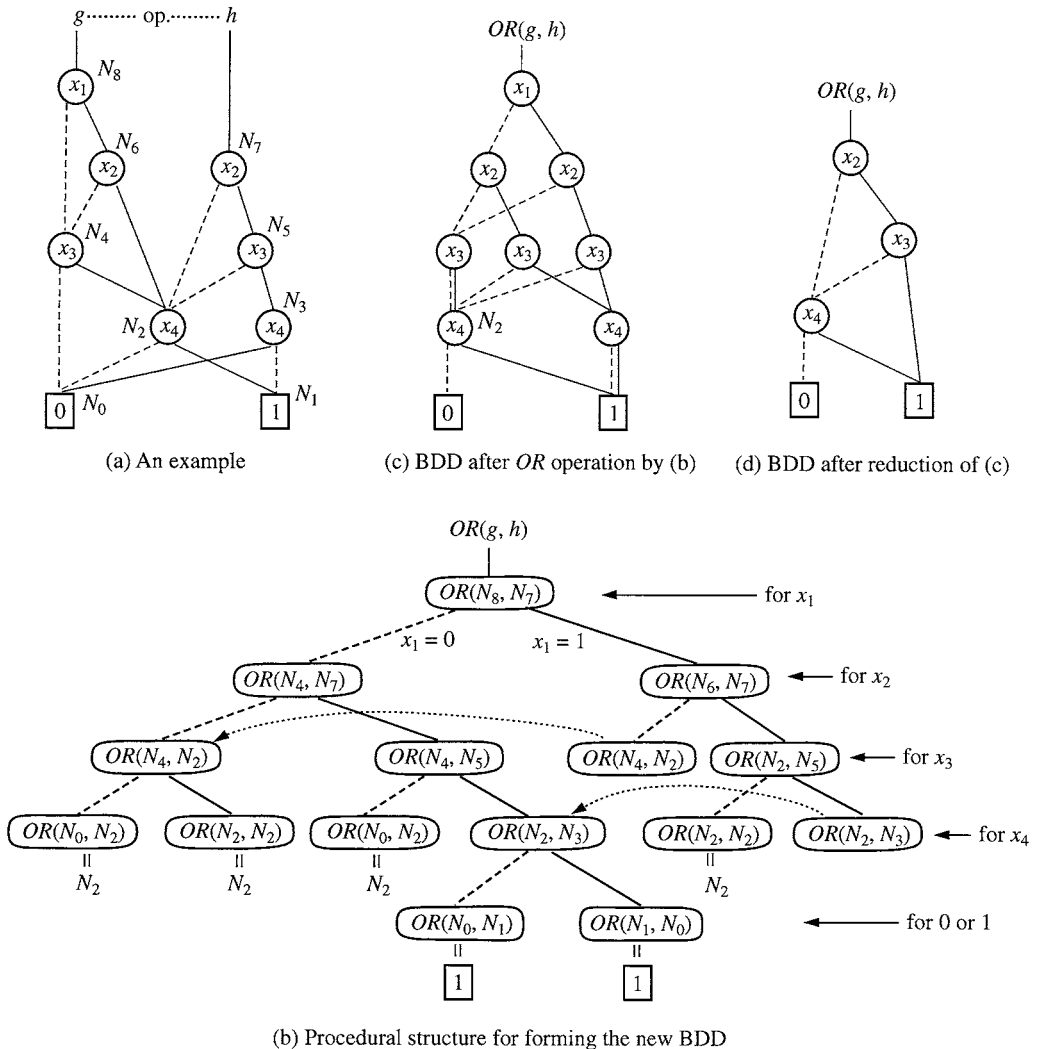 g ........ op. ........ h
N₈
x₁
N₆
x₂
N₇
x₂
N₄
x₃
N₅
x₃
N₂
x₄
N₃
x₄
0
N₀
1
N₁
(a) An example
OR(g, h)
x₁
x₂
x₂
x₃
x₃
x₃
x₄
N₂
x₄
0
1
(c) BDD after OR operation by (b)
OR(g, h)
x₂
x₃
x₄
0
1
(d) BDD after reduction of (c)
OR(g, h)
OR(N₈, N₇)
for x₁
x₁ = 0
x₁ = 1
OR(N₄, N₇)
OR(N₆, N₇)
for x₂
OR(N₄, N₂)
OR(N₄, N₅)
OR(N₄, N₂)
OR(N₂, N₅)
for x₃
OR(N₀, N₂)
OR(N₂, N₂)
OR(N₀, N₂)
OR(N₂, N₃)
OR(N₂, N₂)
OR(N₂, N₃)
for x₄
=
=
=
=
N₂
N₂
N₂
N₂
OR(N₀, N₁)
OR(N₁, N₀)
for 0 or 1
=
=
1
1
(b) Procedural structure for forming the new BDD